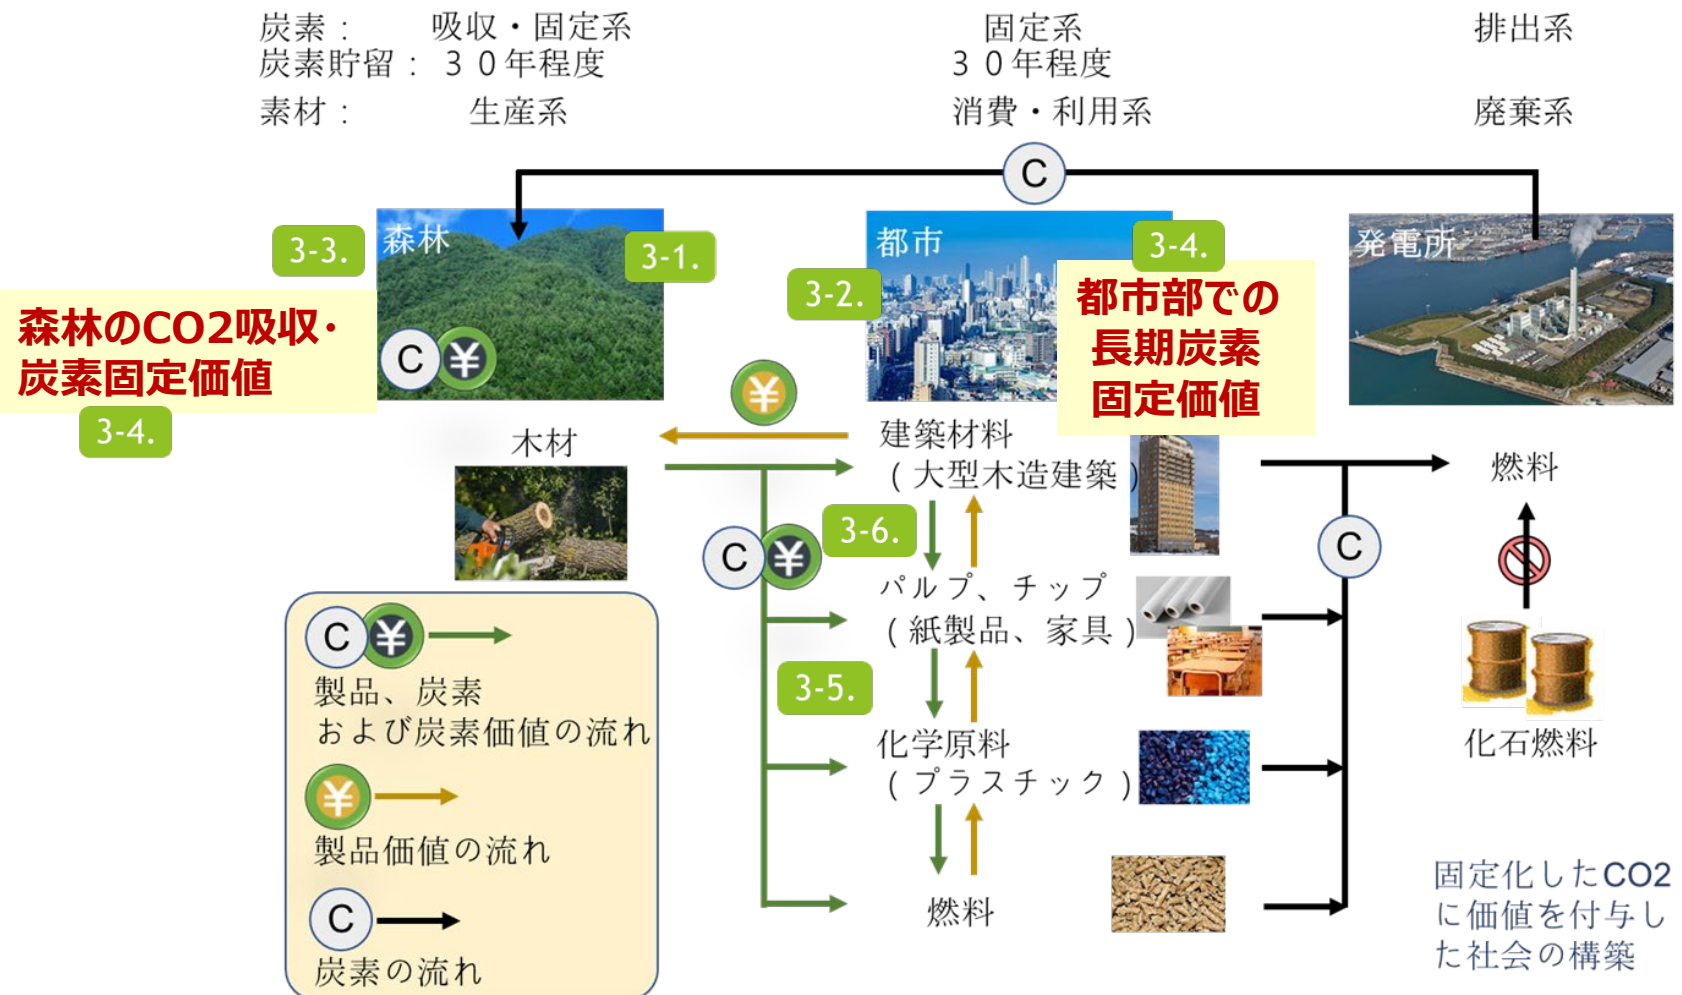 炭素： 吸収・固定系 固定系 排出系
炭素貯留：３０年程度 ３０年程度
素材： 生産系 消費・利用系 廃棄系
C
森林
都市
発電所
3-3.
3-1.
3-2.
3-4.
森林のCO2吸収・
炭素固定価値
3-4.
C ¥
都市部での
長期炭素
固定価値
¥
木材
建築材料
（大型木造建築）
燃料
C ¥
3-6.
C
パルプ、チップ
（紙製品、家具）
3-5.
化学原料
（プラスチック）
化石燃料
燃料
C ¥
製品、炭素
および炭素価値の流れ
¥
製品価値の流れ
C
炭素の流れ
固定化したCO2
に価値を付与し
た社会の構築